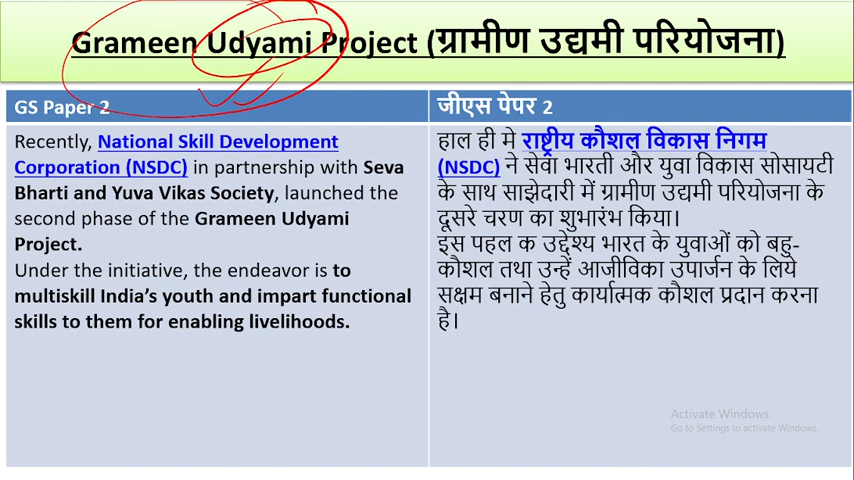 Grameen Udyami Project (ग्रामीण उद्यमी परियोजना)
GS Paper 2
Recently, National Skill Development
Corporation (NSDC) in partnership with Seva
Bharti and Yuva Vikas Society, launched the
second phase of the Grameen Udyami
Project.
Under the initiative, the endeavor is to
multiskill India's youth and impart functional
skills to them for enabling livelihoods.
जीएस पेपर 2
हाल ही मे राष्ट्रीय कौशल विकास निगम
(NSDC) ने सेवा भारती और युवा विकास सोसायटी
के साथ साझेदारी में ग्रामीण उद्यमी परियोजना के
दूसरे चरण का शुभारंभ किया।
इस पहल क उद्देश्य भारत के युवाओं को बहु-
कौशल तथा उन्हें आजीविका उपार्जन के लिये
सक्षम बनाने हेतु कार्यात्मक कौशल प्रदान करना
है।
Activate Windows
Go to Settings to activate Windows.